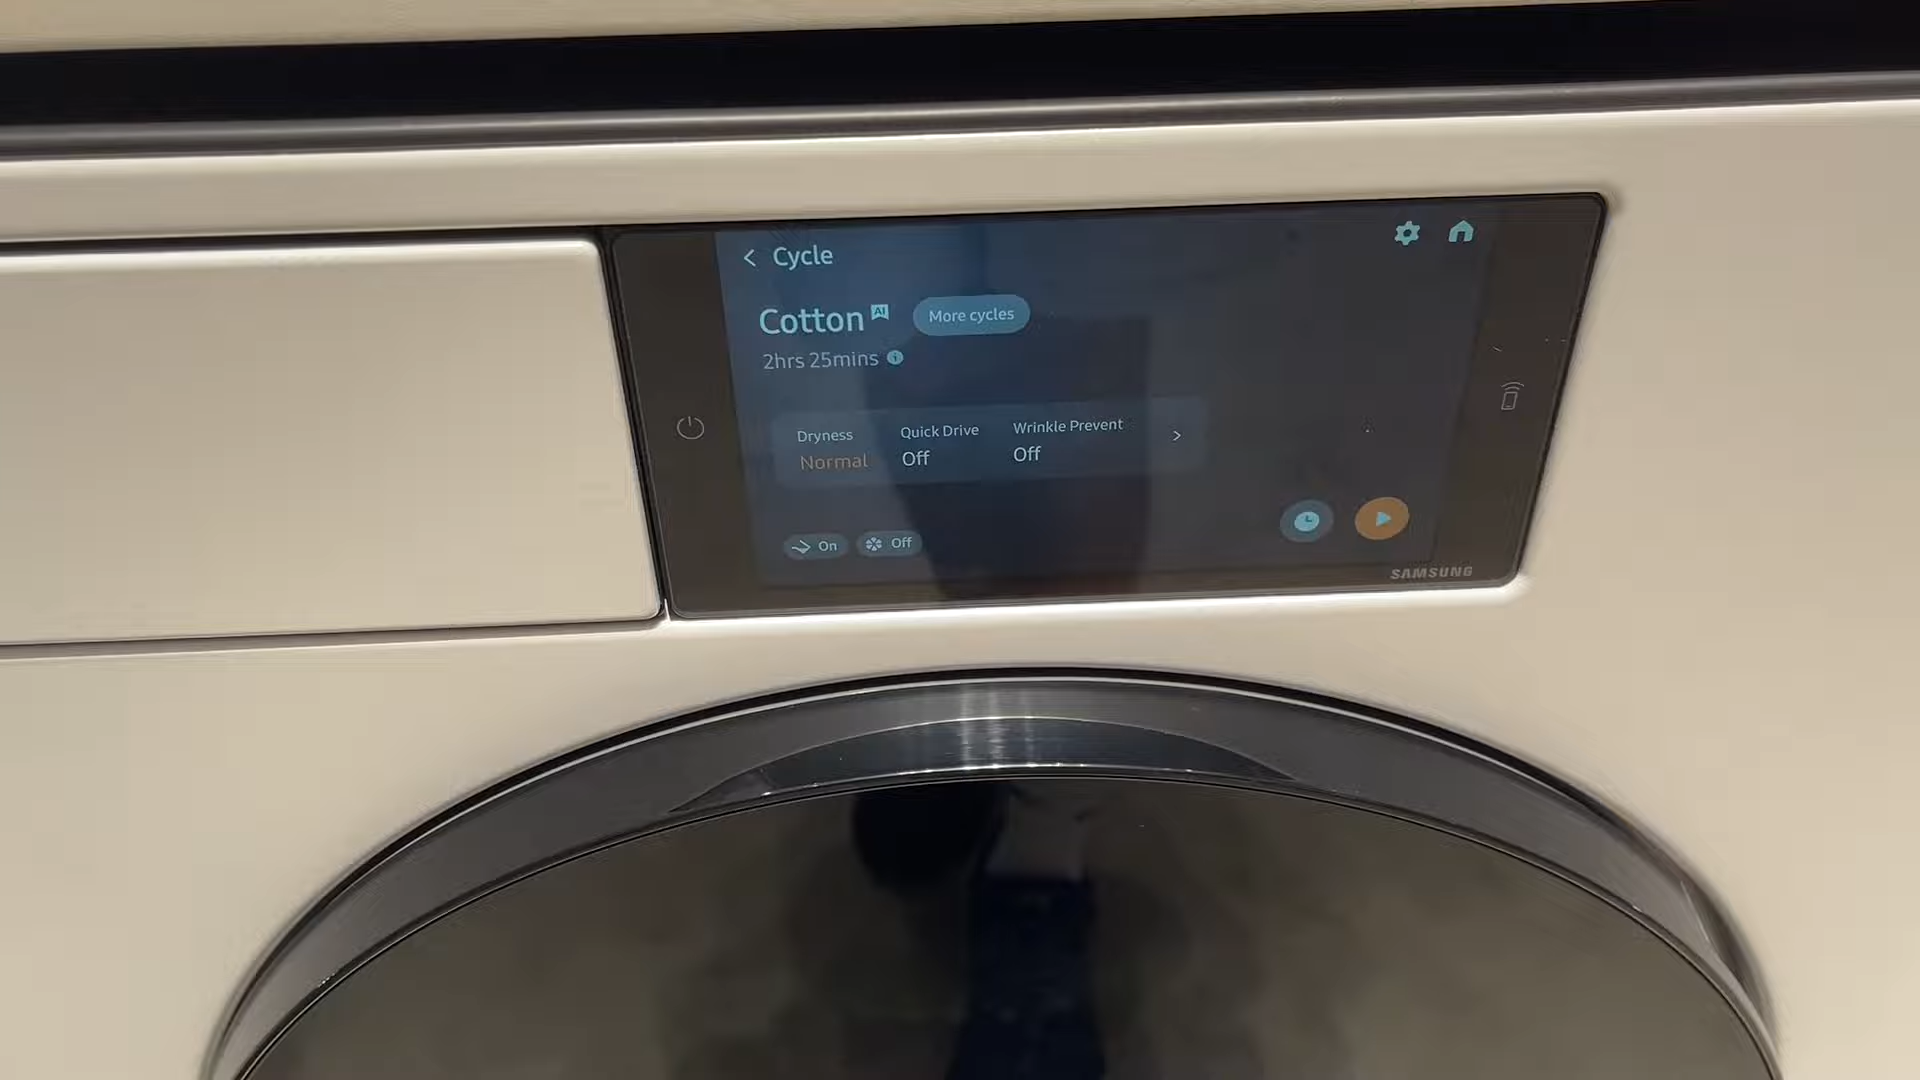 Cycle
Cotton AI More cycles
2hrs 25mins
Dryness Quick Drive Wrinkle Prevent
Normal Off Off
On Off
SAMSUNG